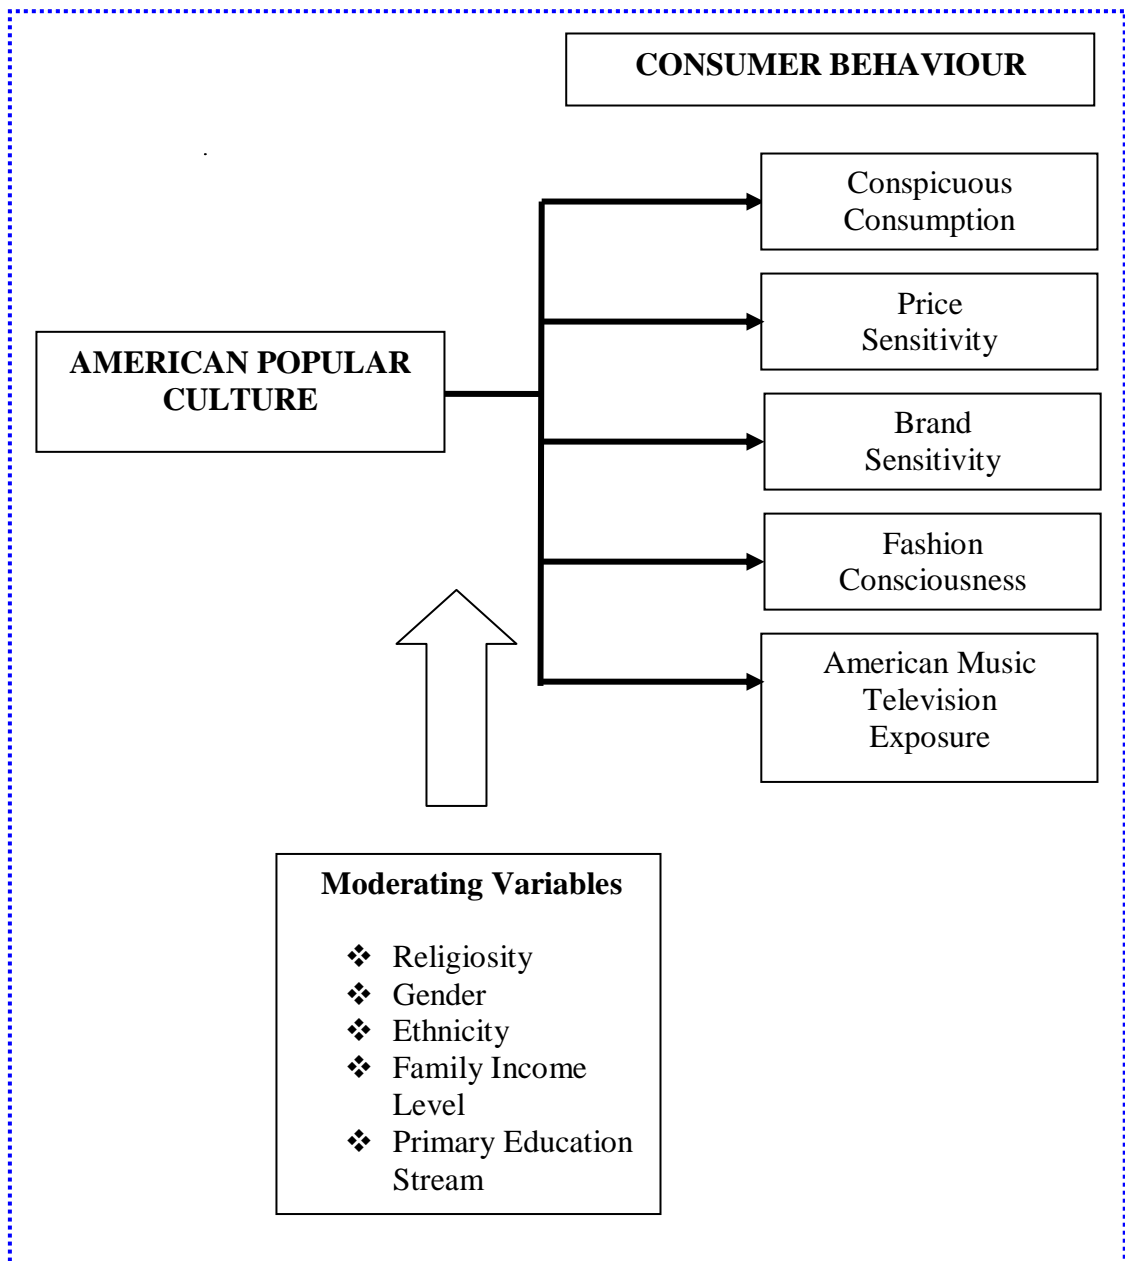 CONSUMER BEHAVIOUR
Conspicuous
Consumption
Price
Sensitivity
AMERICAN POPULAR
CULTURE
Brand
Sensitivity
Fashion
Consciousness
American Music
Television
Exposure
Moderating Variables
❖ Religiosity
❖ Gender
❖ Ethnicity
❖ Family Income
Level
❖ Primary Education
Stream